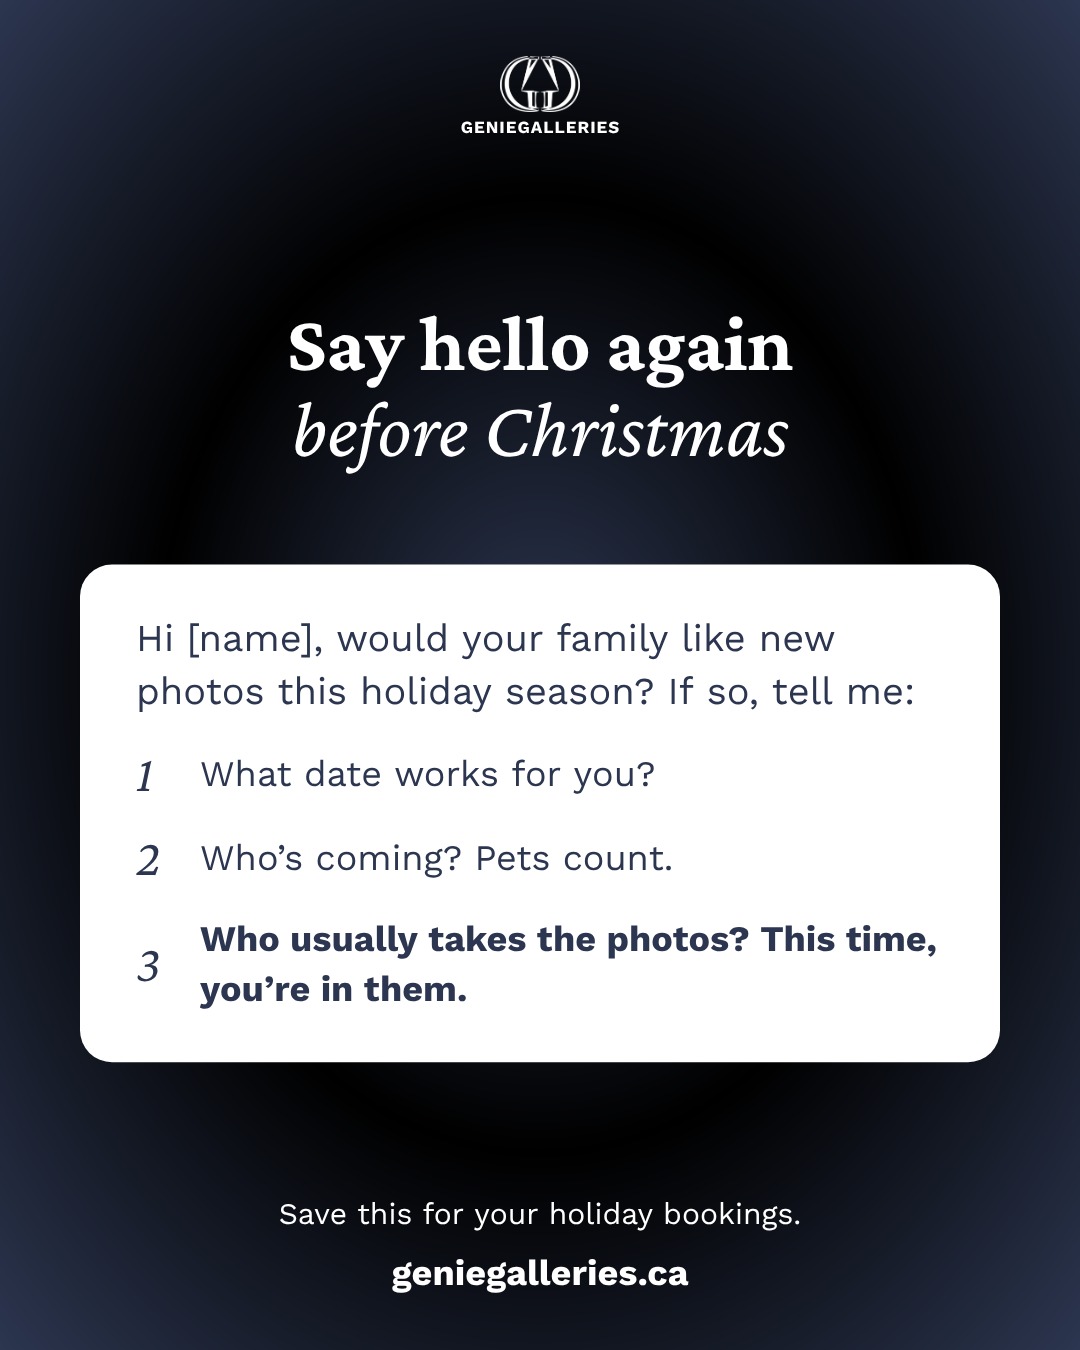 GENIEGALLERIES
Say hello again
before Christmas
Hi [name], would your family like new
photos this holiday season? If so, tell me:
1 What date works for you?
2 Who’s coming? Pets count.
3 Who usually takes the photos? This time,
you’re in them.
Save this for your holiday bookings.
geniegalleries.ca